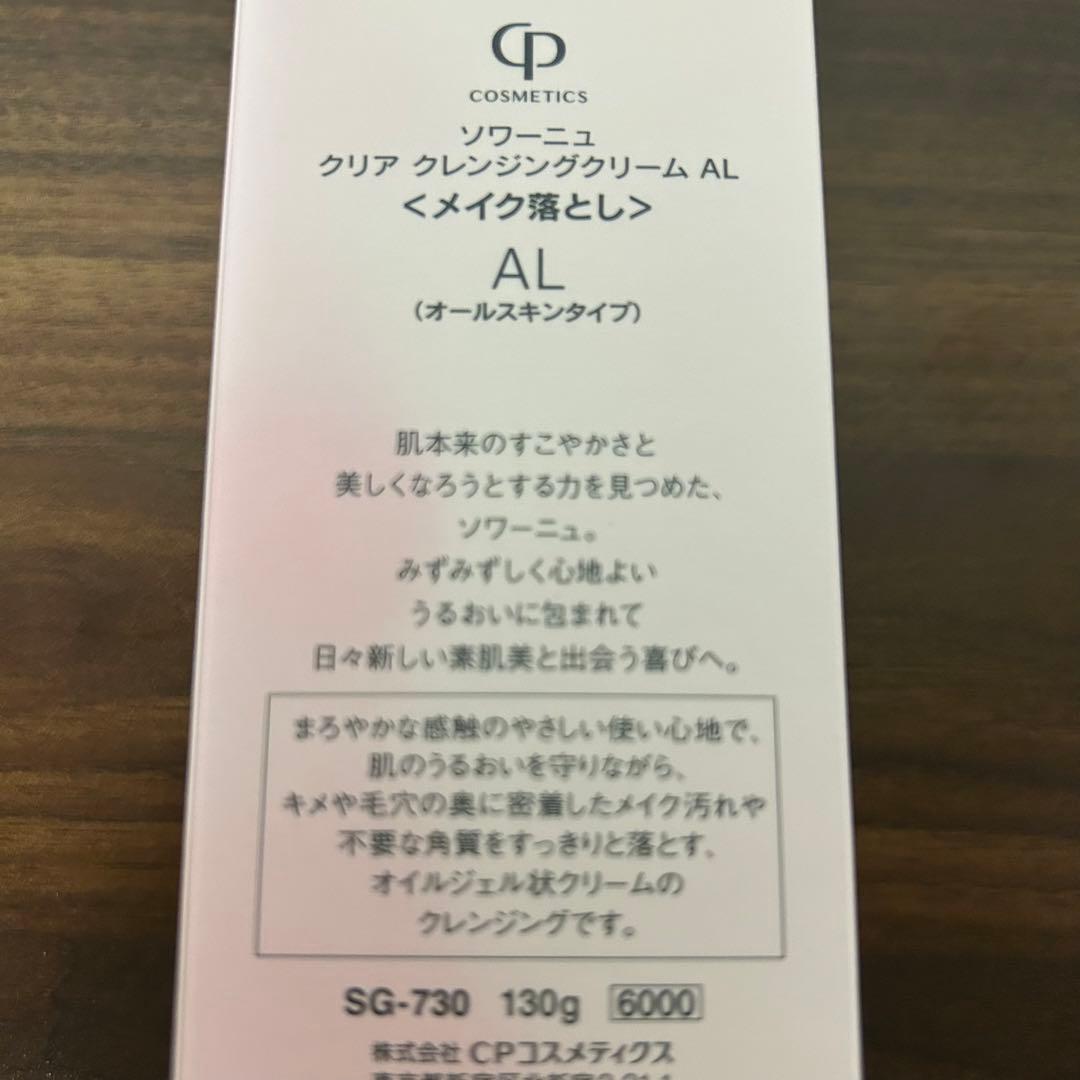 CP
COSMETICS
ソワーニュ
クリア クレンジングクリーム AL
<メイク落とし>
AL
(オールスキンタイプ)
肌本来のすこやかさと
美しくなろうとする力を見つめた、
ソワーニュ。
みずみずしく心地よい
うるおいに包まれて
日々新しい素肌美と出会う喜びへ。
まろやかな感触のやさしい使い心地で、
肌のうるおいを守りながら、
キメや毛穴の奥に密着したメイク汚れや
不要な角質をすっきりと落とす、
オイルジェル状クリームの
クレンジングです。
SG-730 130g 6000
株式会社 CPコスメティクス